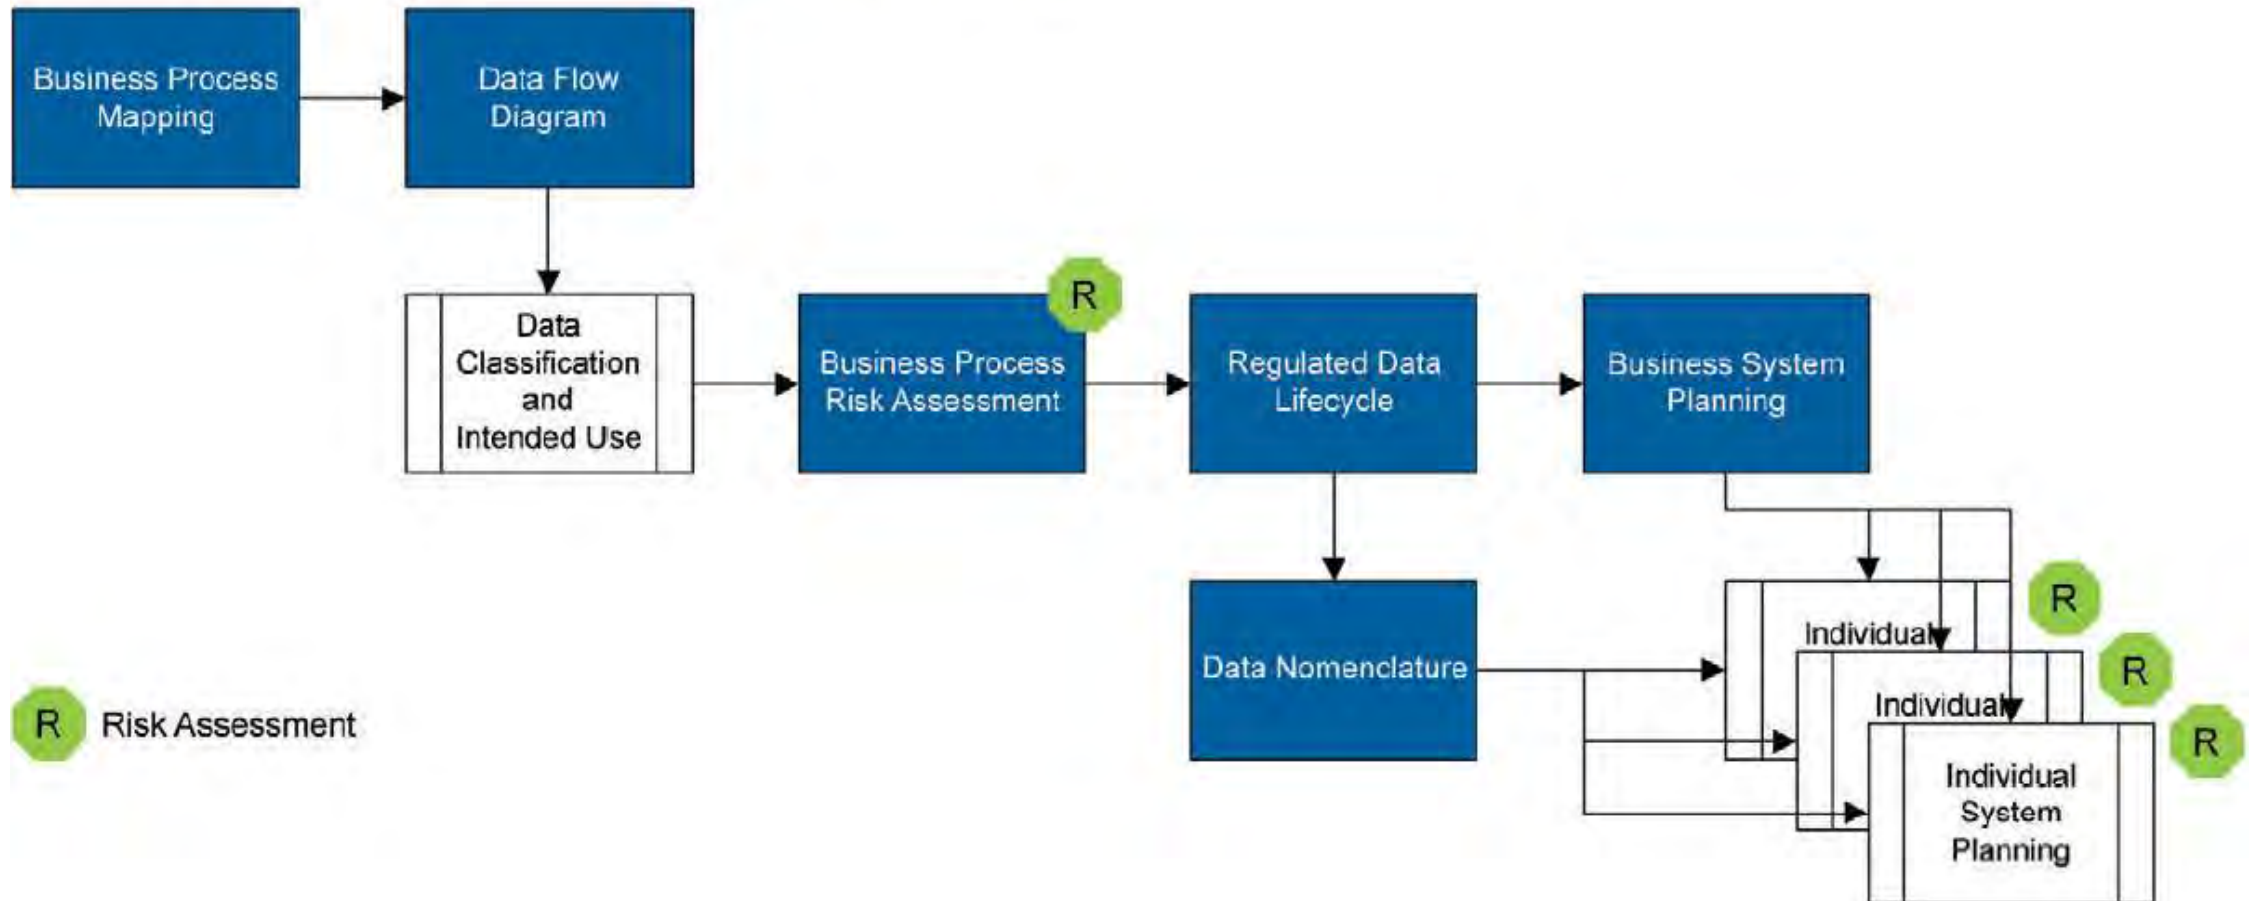 Business Process
Mapping
Data Flow
Diagram
Data
Classification
and
Intended Use
R
Business Process
Risk Assessment
Regulated Data
Lifecycle
Business System
Planning
Data Nomenclature
R
Individual
R
Individual
R
Individual
System
Planning
R Risk Assessment